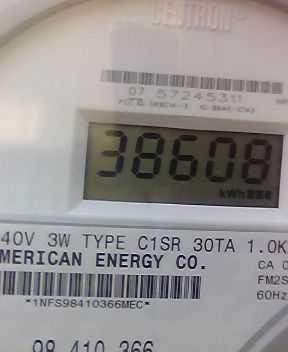 CENTRON
07 57245311
38608
kWh
40V 3W TYPE C1SR 30TA 1.0K
MERICAN ENERGY CO.
CA 0
FM2S
60Hz
*1NFS98410366MEC*
98 410 366